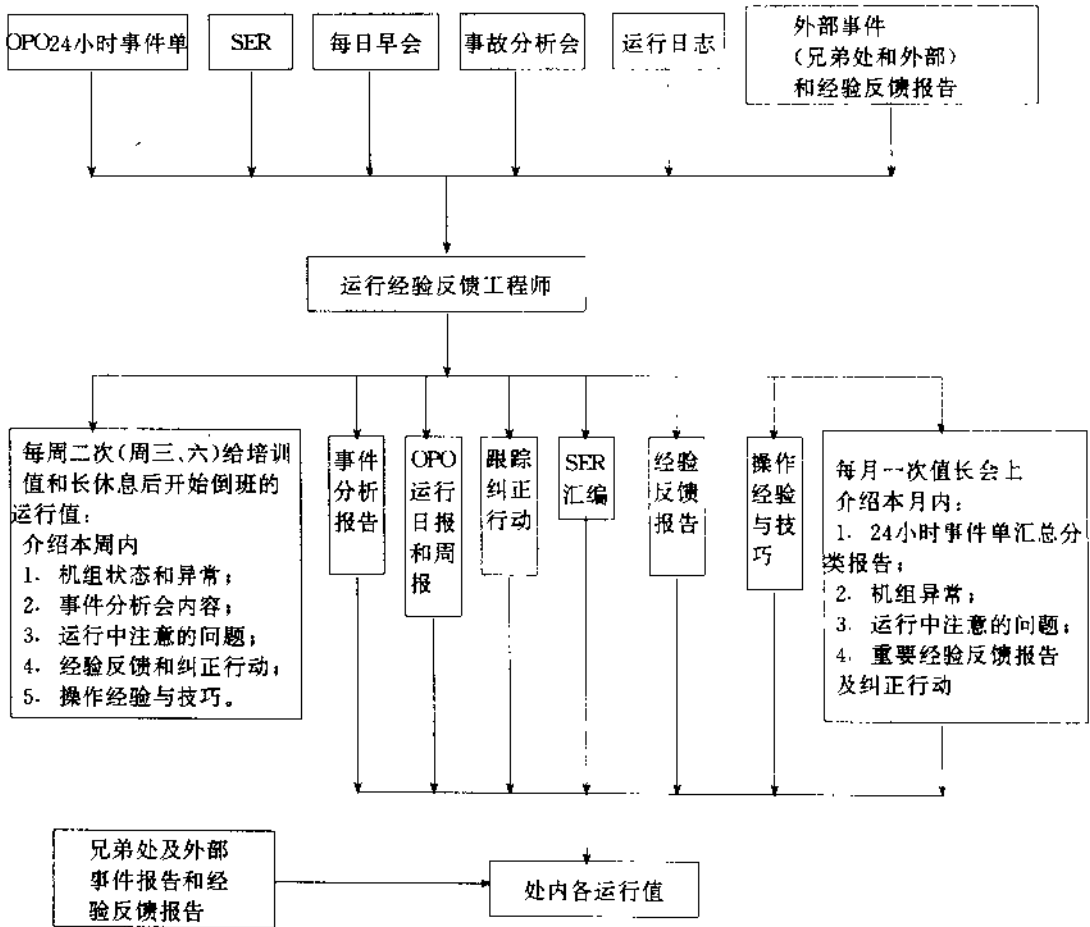 OPO24小时事件单
SER
每日早会
事故分析会
运行日志
外部事件
(兄弟处和外部)
和经验反馈报告
运行经验反馈工程师
每周二次(周三、六)给培训
值和长休息后开始倒班的
运行值:
介绍本周内
1. 机组状态和异常;
2. 事件分析会内容;
3. 运行中注意的问题;
4. 经验反馈和纠正行动;
5. 操作经验与技巧。
事件
分析
报告
OPO
运行
日报
和周
报
跟踪
纠正
行动
SER
汇编
经验
反馈
报告
操作
经验
与技
巧
每月一次值长会上
介绍本月内:
1. 24小时事件单汇总分
类报告;
2. 机组异常;
3. 运行中注意的问题;
4. 重要经验反馈报告
及纠正行动
兄弟处及外部
事件报告和经
验反馈报告
处内各运行值